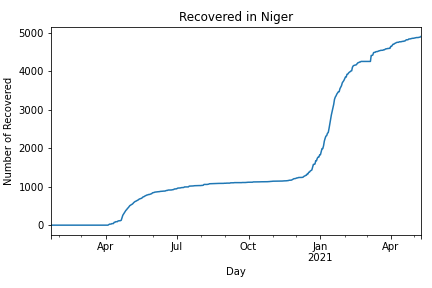 Recovered in Niger
Number of Recovered
5000
4000
3000
2000
1000
0
Apr Jul Oct Jan Apr
2021
Day